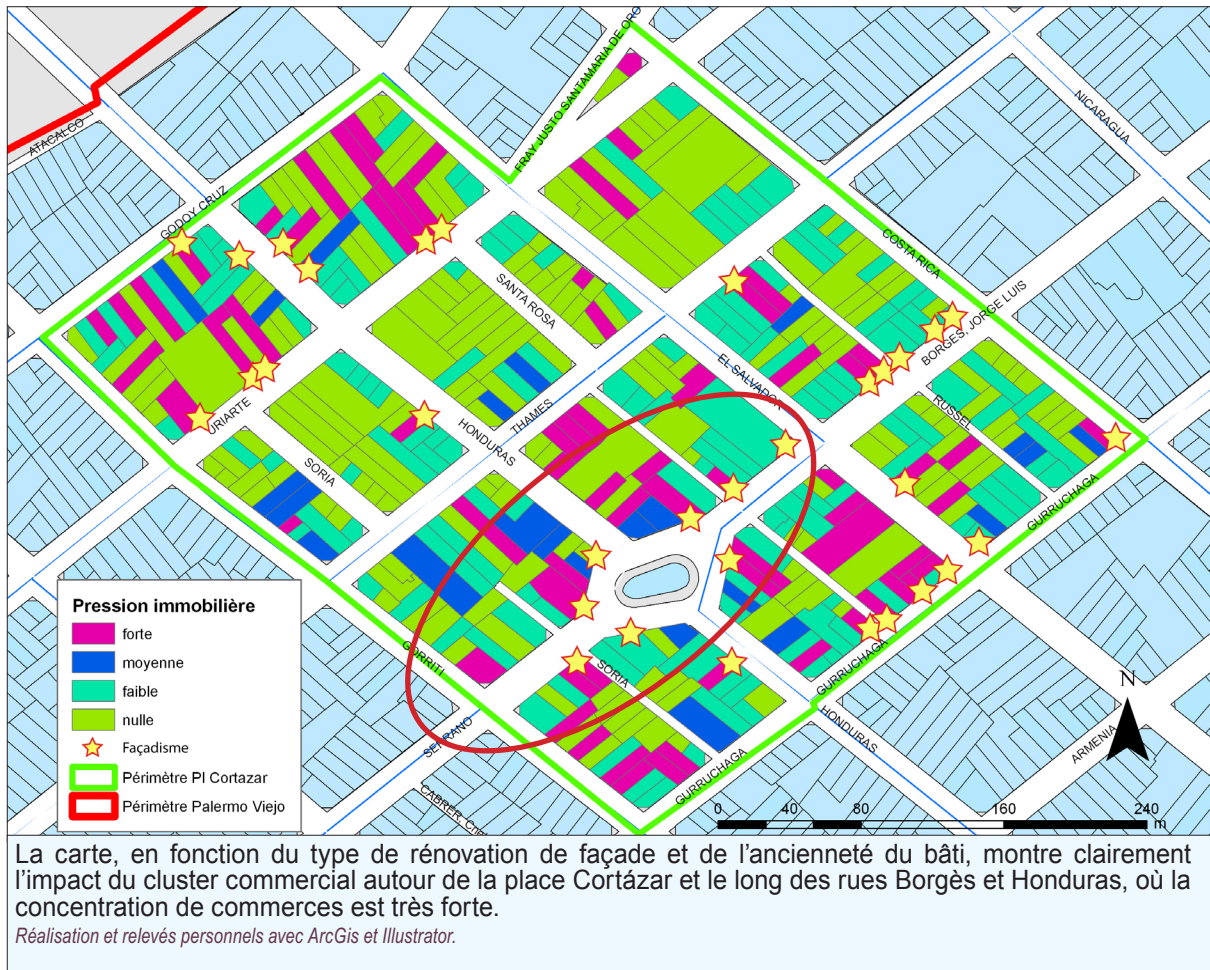 FRAY JUSTO SANTAMARIA DE ORO
NICARAGUA
ATACALCO
GODOY CRUZ
COSTA RICA
SANTA ROSA
BORGES, JORGE LUIS
EL SALVADOR
THAMES
RUSSEL
URIARTE
HONDURAS
SORIA
GURRUCHAGA
Pression immobilière
forte
moyenne
faible
nulle
Façadisme
Périmètre Pl Cortazar
Périmètre Palermo Viejo
GORRITI
SORIA
GURRUCHAGA
SERRANO
HONDURAS
N
ARMENIA
GURRUCHAGA
0 40 80 160 240
m
La carte, en fonction du type de rénovation de façade et de l'ancienneté du bâti, montre clairement
l'impact du cluster commercial autour de la place Cortázar et le long des rues Borgès et Honduras, où la
concentration de commerces est très forte.
Réalisation et relevés personnels avec ArcGis et Illustrator.